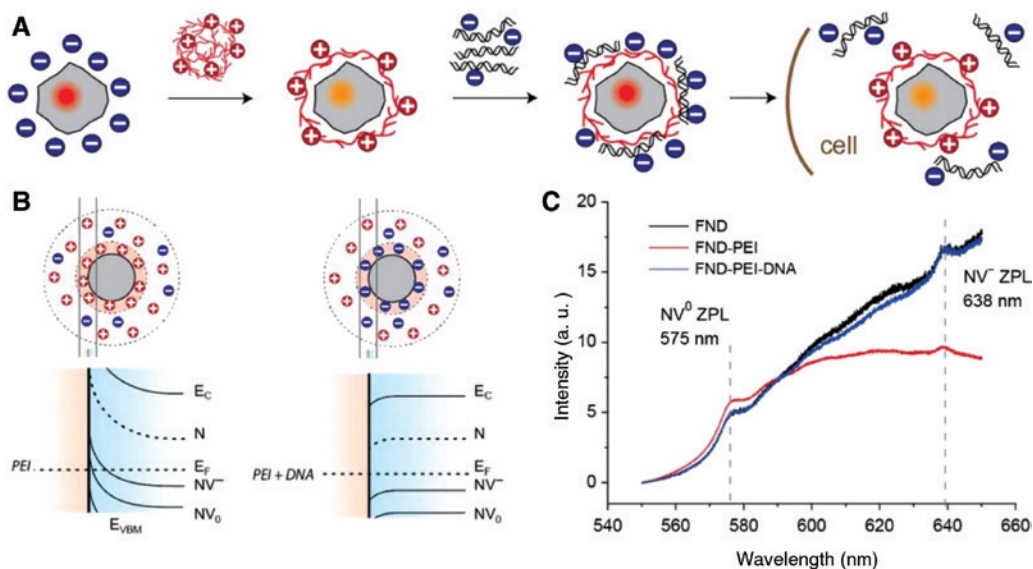 A
cell
B
E_C
N
PEI
E_F
NV⁻
NV₀
E_VBM
E_C
N
PEI + DNA
E_F
NV⁻
NV₀
C
20
15
10
5
0
Intensity (a. u.)
FND
FND-PEI
FND-PEI-DNA
NV⁰ ZPL
575 nm
NV⁻ ZPL
638 nm
540 560 580 600 620 640 660
Wavelength (nm)